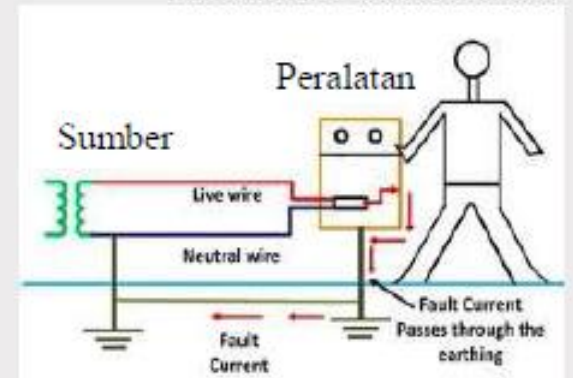 Peralatan
Sumber
Live wire
Neutral wire
Fault Current
Passes through the
earthing
Fault
Current